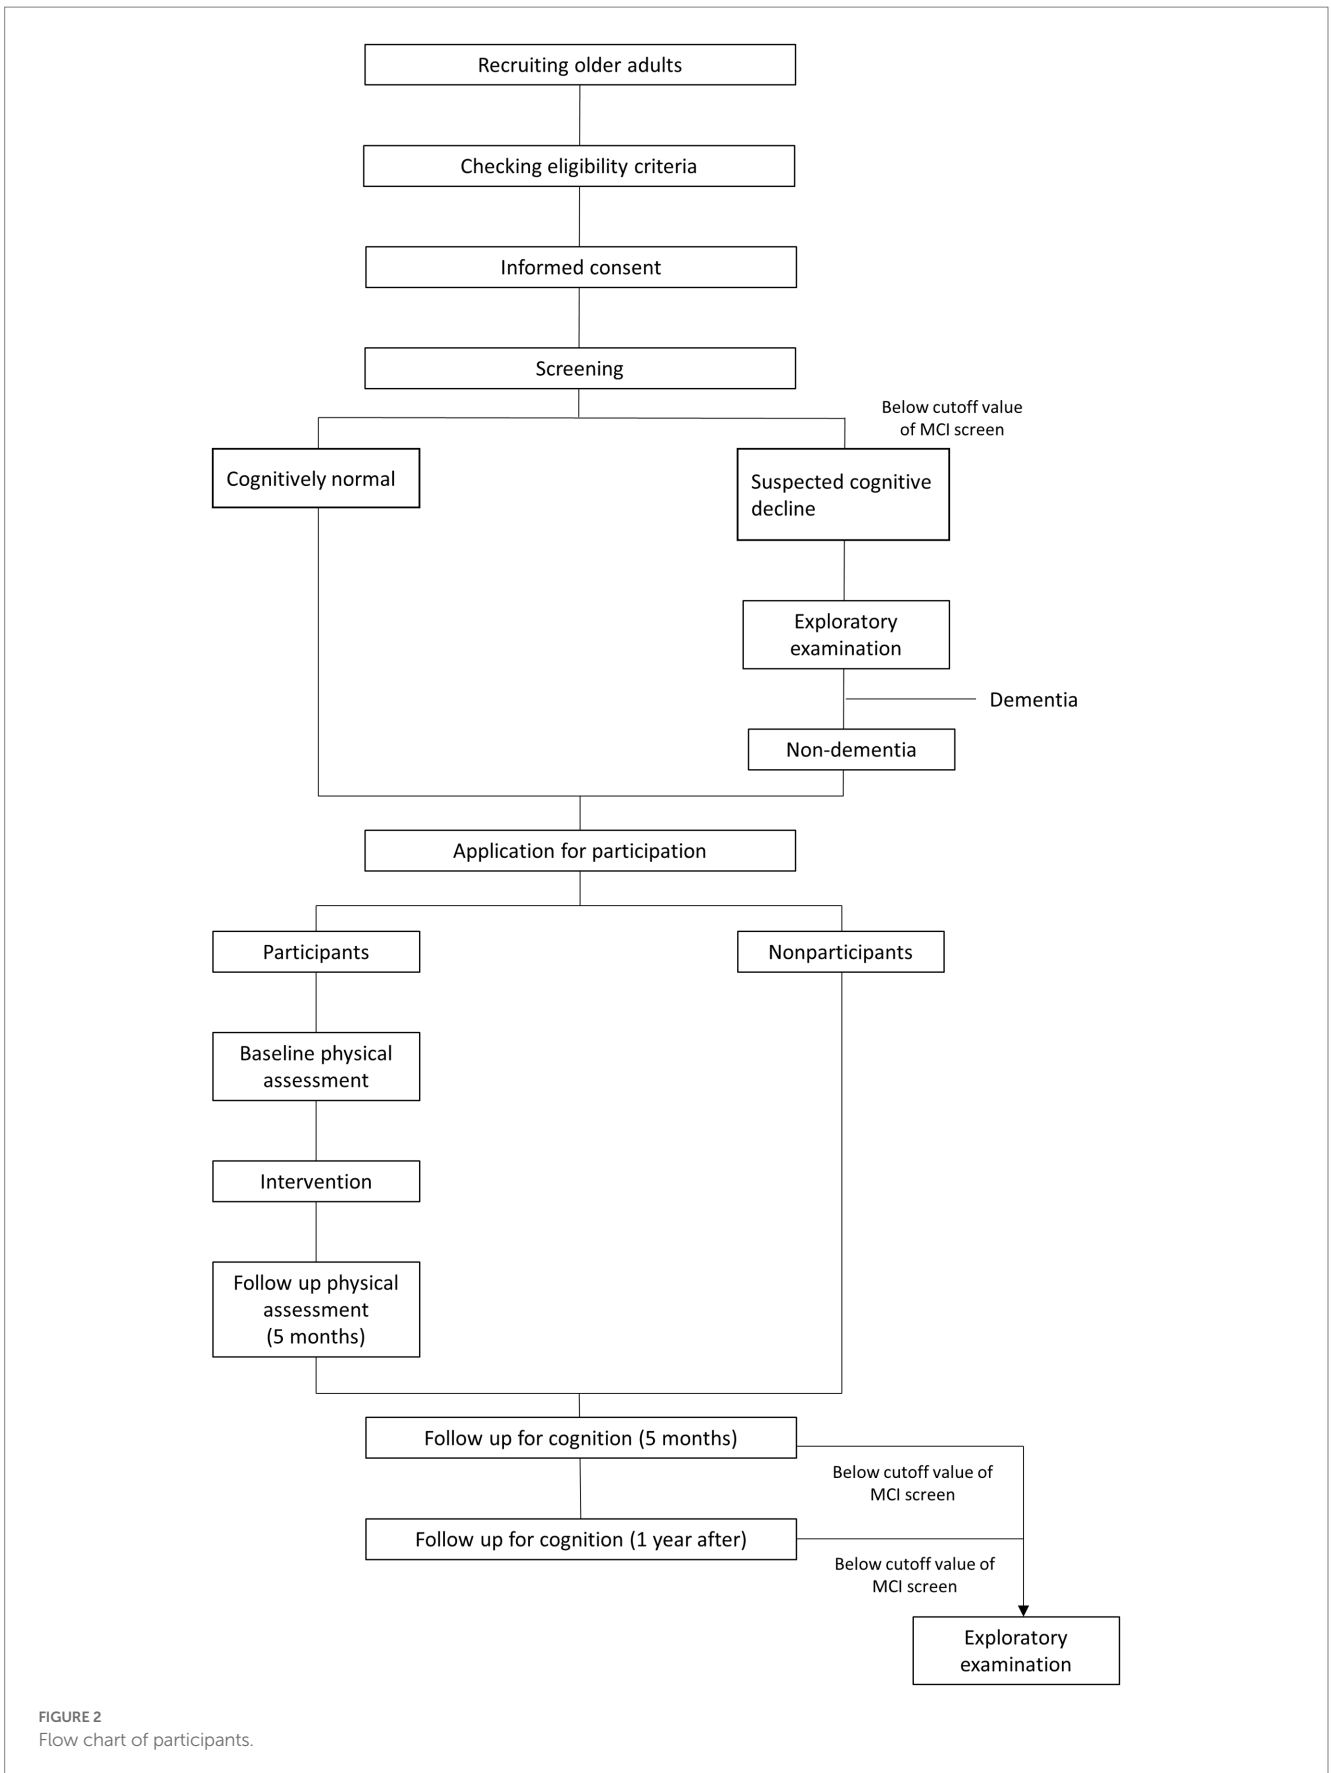 Recruiting older adults
Checking eligibility criteria
Informed consent
Screening
Below cutoff value
of MCI screen
Cognitively normal
Suspected cognitive
decline
Exploratory
examination
Dementia
Non-dementia
Application for participation
Participants
Nonparticipants
Baseline physical
assessment
Intervention
Follow up physical
assessment
(5 months)
Follow up for cognition (5 months)
Below cutoff value of
MCI screen
Follow up for cognition (1 year after)
Below cutoff value of
MCI screen
Exploratory
examination
FIGURE 2
Flow chart of participants.